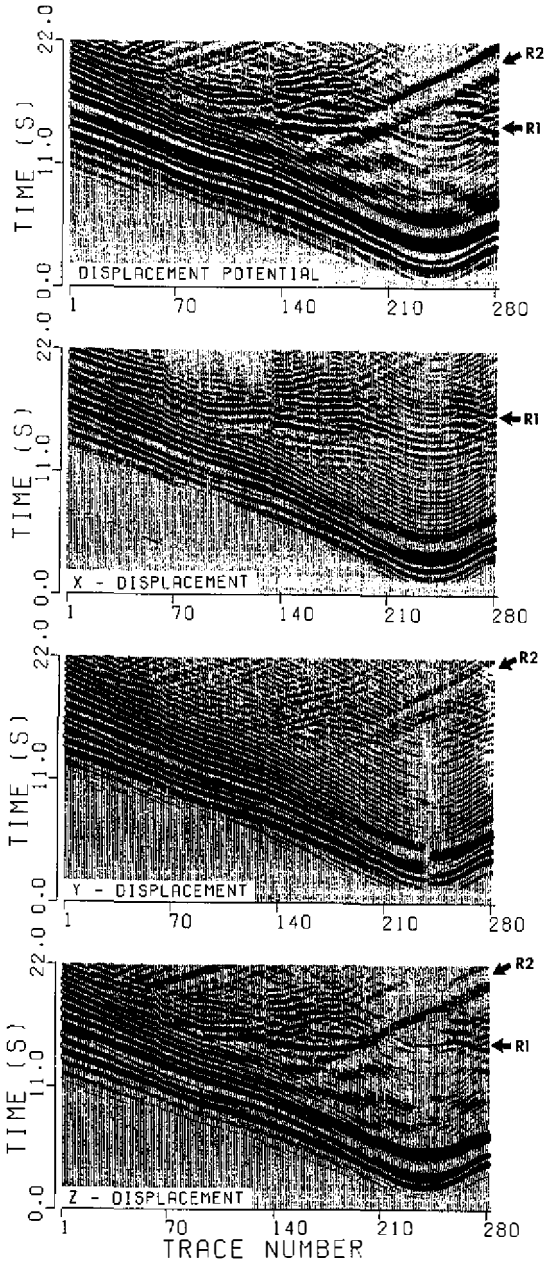 22.0
R2
TIME (S)
11.0
R1
0.0
DISPLACEMENT POTENTIAL
1 70 140 210 280
22.0
TIME (S)
R1
11.0
0.0
X - DISPLACEMENT
1 70 140 210 280
22.0
R2
TIME (S)
11.0
0.0
Y - DISPLACEMENT
1 70 140 210 280
22.0
R2
TIME (S)
R1
11.0
0.0
Z - DISPLACEMENT
1 70 140 210 280
TRACE NUMBER